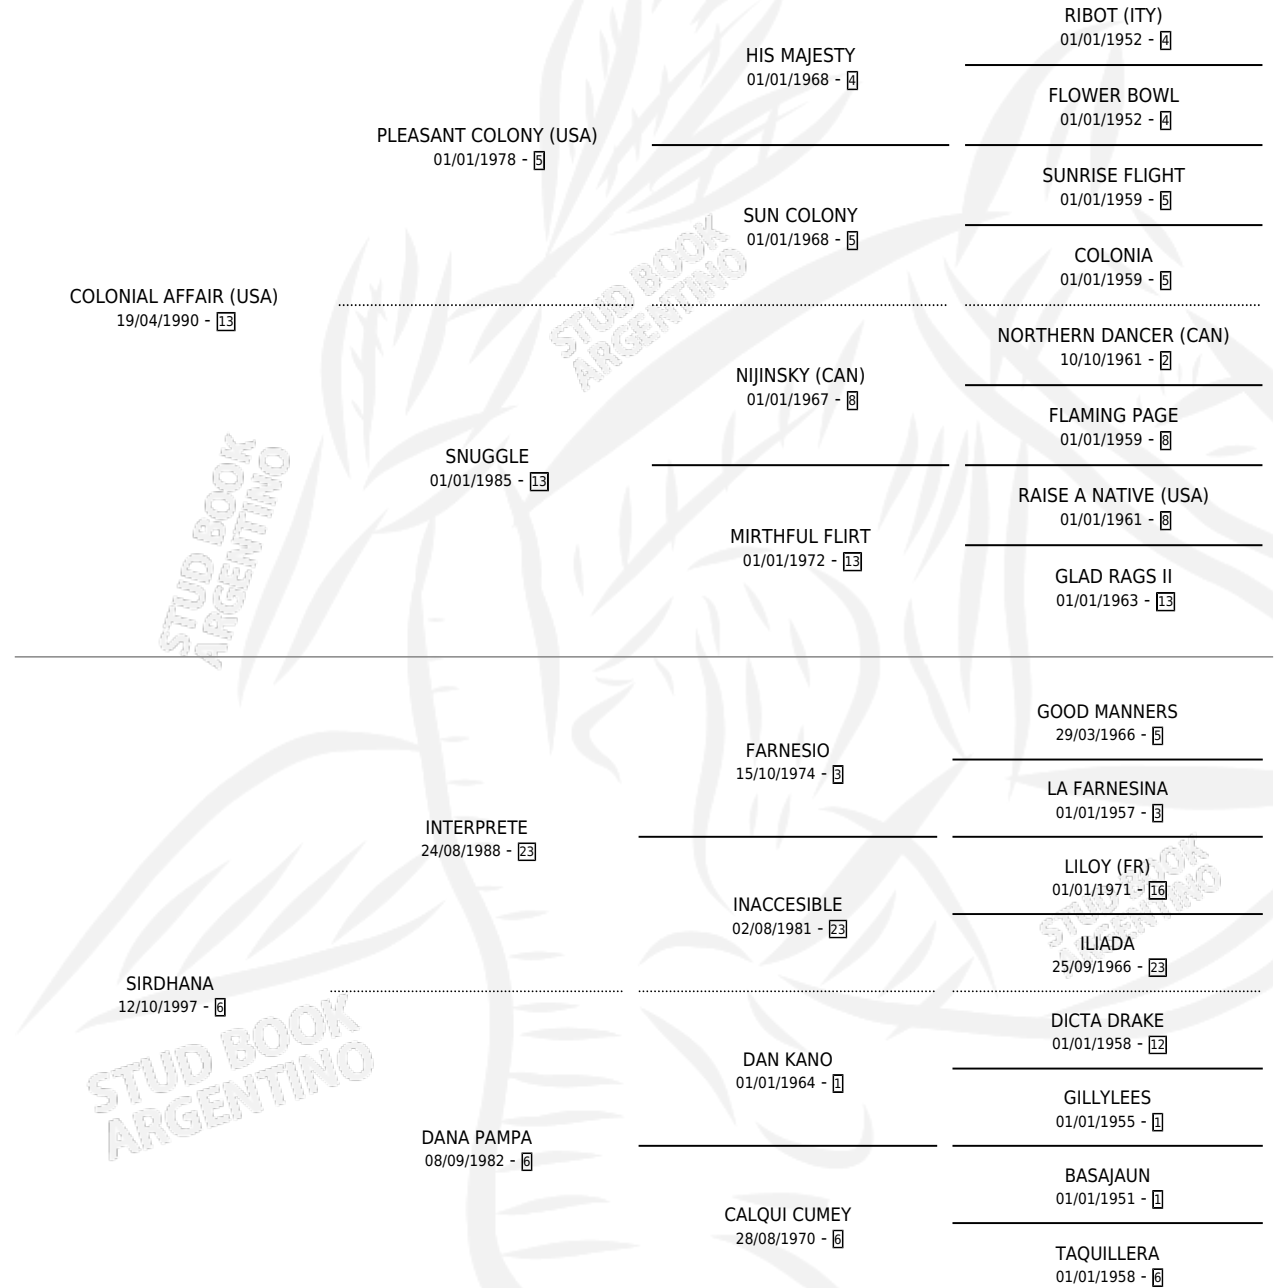 RIBOT (ITY)
01/01/1952 - 4
HIS MAJESTY
01/01/1968 - 4
FLOWER BOWL
01/01/1952 - 4
PLEASANT COLONY (USA)
01/01/1978 - 5
SUNRISE FLIGHT
01/01/1959 - 5
SUN COLONY
01/01/1968 - 5
COLONIA
01/01/1959 - 5
COLONIAL AFFAIR (USA)
19/04/1990 - 13
NORTHERN DANCER (CAN)
10/10/1961 - 2
NIJINSKY (CAN)
01/01/1967 - 8
FLAMING PAGE
01/01/1959 - 8
SNUGGLE
01/01/1985 - 13
RAISE A NATIVE (USA)
01/01/1961 - 8
MIRTHFUL FLIRT
01/01/1972 - 13
GLAD RAGS II
01/01/1963 - 13
GOOD MANNERS
29/03/1966 - 5
FARNESIO
15/10/1974 - 3
LA FARNESINA
01/01/1957 - 3
INTERPRETE
24/08/1988 - 23
LILOY (FR)
01/01/1971 - 16
INACCESIBLE
02/08/1981 - 23
ILIADA
25/09/1966 - 23
SIRDHANA
12/10/1997 - 6
DICTA DRAKE
01/01/1958 - 12
DAN KANO
01/01/1964 - 1
GILLYLEES
01/01/1955 - 1
DANA PAMPA
08/09/1982 - 6
BASAJAUN
01/01/1951 - 1
CALQUI CUMEY
28/08/1970 - 6
TAQUILLERA
01/01/1958 - 6
STUD BOOK
ARGENTINO
STUD BOOK
ARGENTINO
STUD BOOK
ARGENTINO
STUD BOOK
ARGENTINO